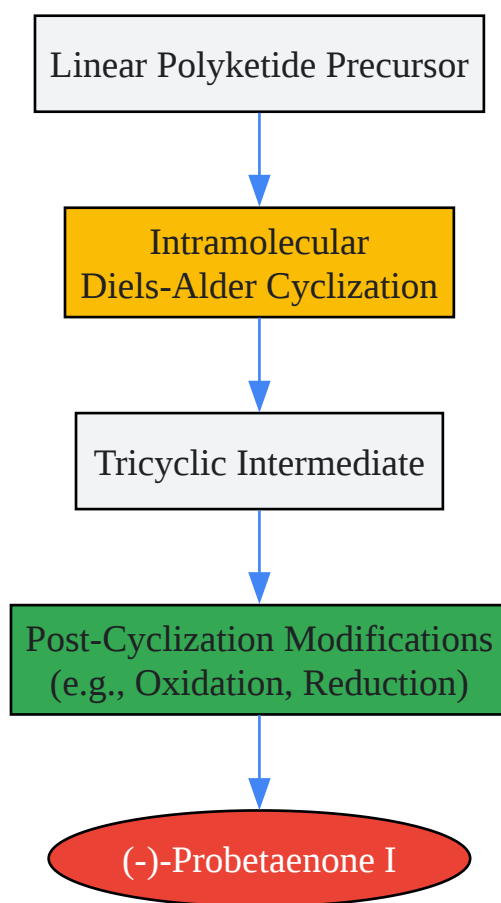 Linear Polyketide Precursor
Intramolecular
Diels-Alder Cyclization
Tricyclic Intermediate
Post-Cyclization Modifications
(e.g., Oxidation, Reduction)
(-)-Probetaenone I